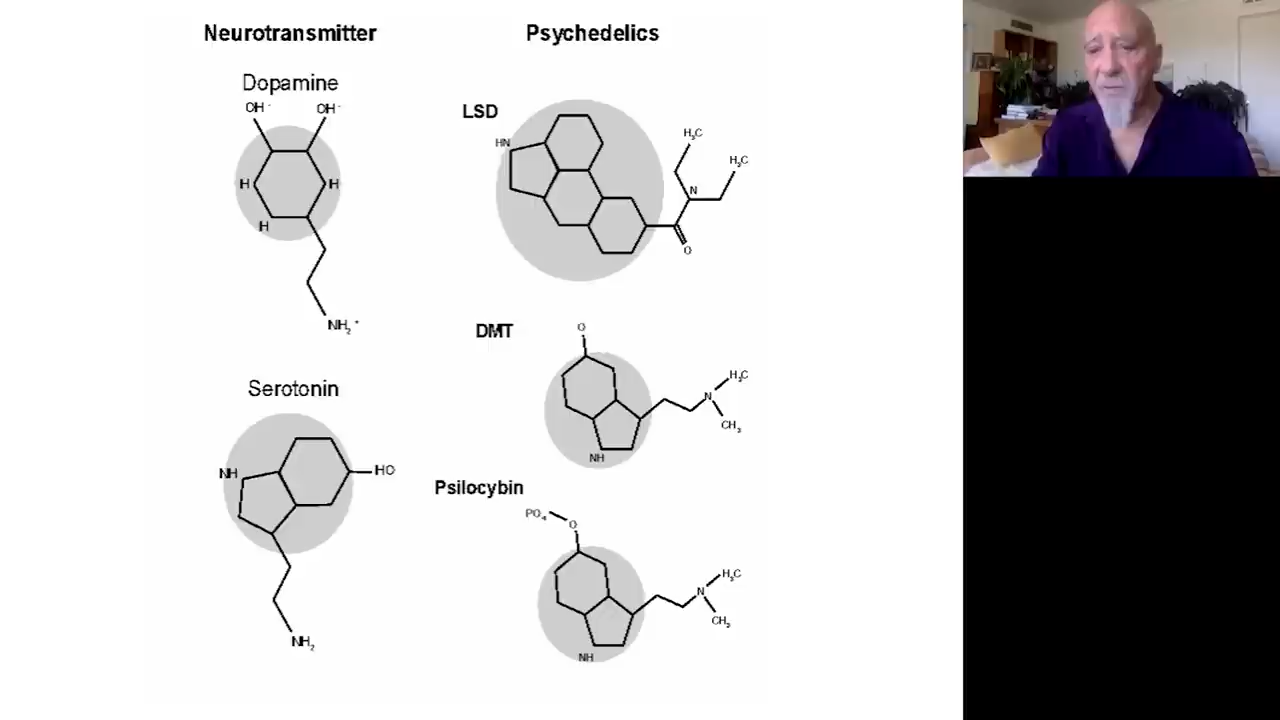 Neurotransmitter
Psychedelics
Dopamine
OH-
OH-
H
H
H
NH₂⁺
LSD
HN
H₃C
H₃C
N
O
DMT
O
H₃C
N
CH₃
NH
Serotonin
NH
HO
NH₂
Psilocybin
PO₄
O
H₃C
N
CH₃
NH